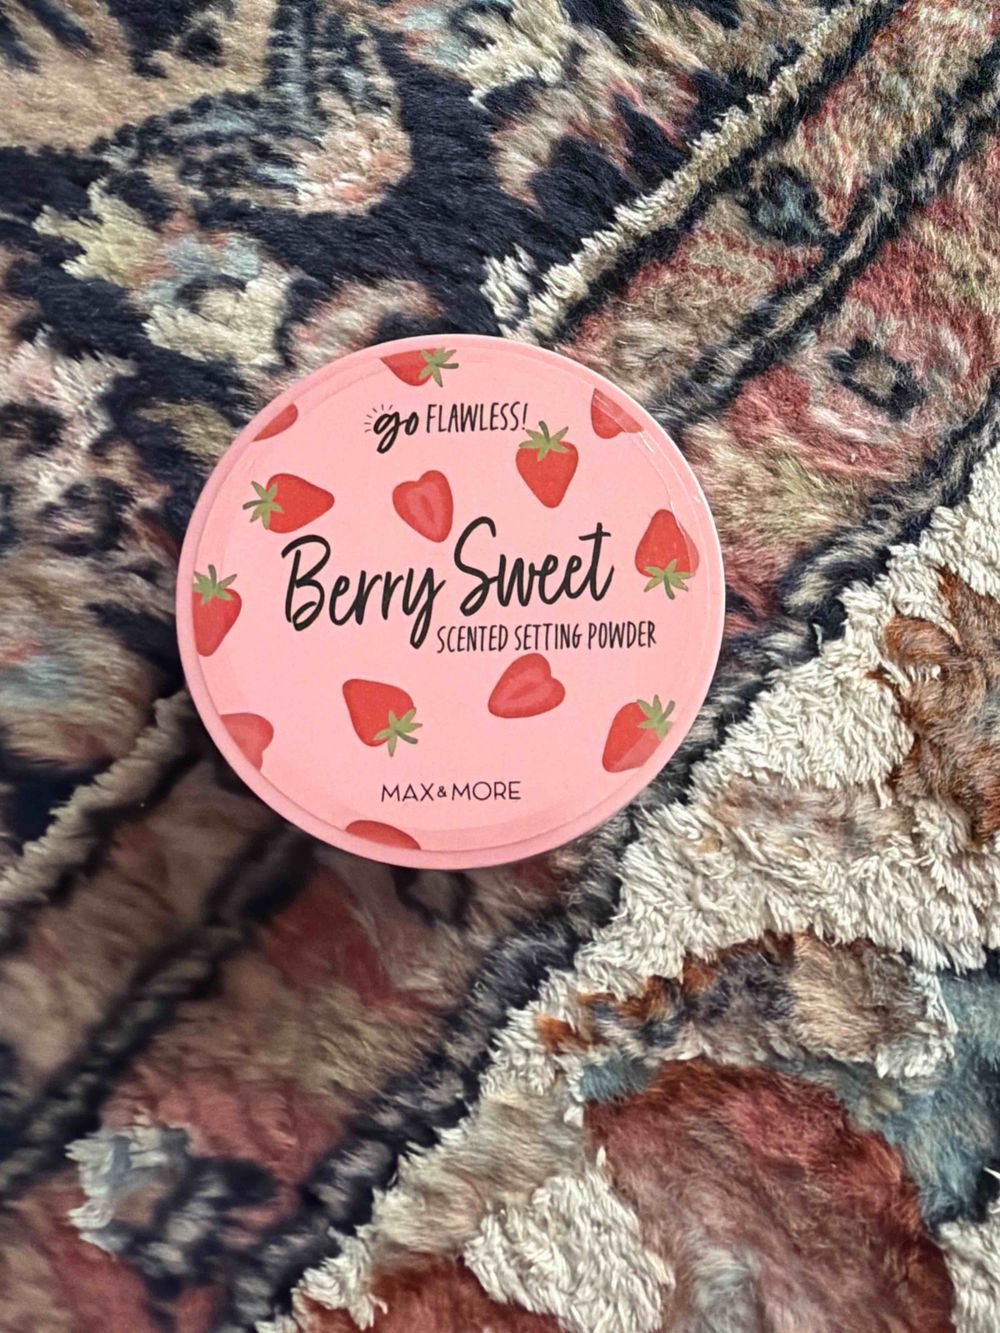 go FLAWLESS!
Berry Sweet
SCENTED SETTING POWDER
MAX&MORE